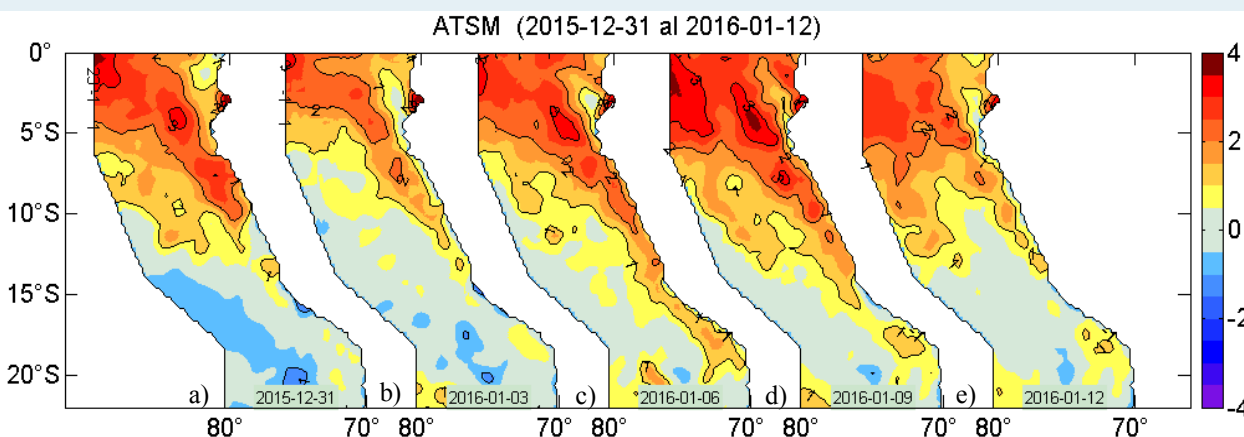 ATSM (2015-12-31 al 2016-01-12)
0°
5°S
10°S
15°S
20°S
a) 2015-12-31 b) 2016-01-03 c) 2016-01-06 d) 2016-01-09 e) 2016-01-12
80° 70° 80° 70° 80° 70° 80° 70° 80° 70°
4
2
0
-2
-4